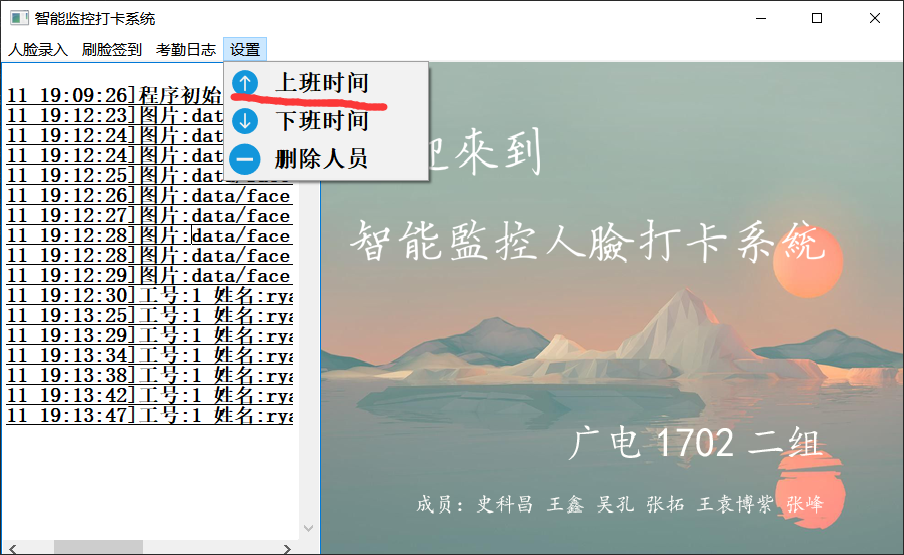 智能监控打卡系统
人脸录入 刷脸签到 考勤日志 设置
上班时间
下班时间
删除人员
11 19:09:26]程序初始
11 19:12:23]图片:dat
11 19:12:24]图片:dat
11 19:12:24]图片:dat
11 19:12:25]图片:data/face
11 19:12:26]图片:data/face
11 19:12:27]图片:data/face
11 19:12:28]图片:data/face
11 19:12:28]图片:data/face
11 19:12:29]图片:data/face
11 19:12:30]工号:1 姓名:rya
11 19:13:25]工号:1 姓名:rya
11 19:13:29]工号:1 姓名:rya
11 19:13:34]工号:1 姓名:rya
11 19:13:38]工号:1 姓名:rya
11 19:13:42]工号:1 姓名:rya
11 19:13:47]工号:1 姓名:rya
迎來到
智能監控人臉打卡系統
广电 1702 二组
成员: 史科昌 王鑫 吴孔 张拓 王袁博紫 张峰